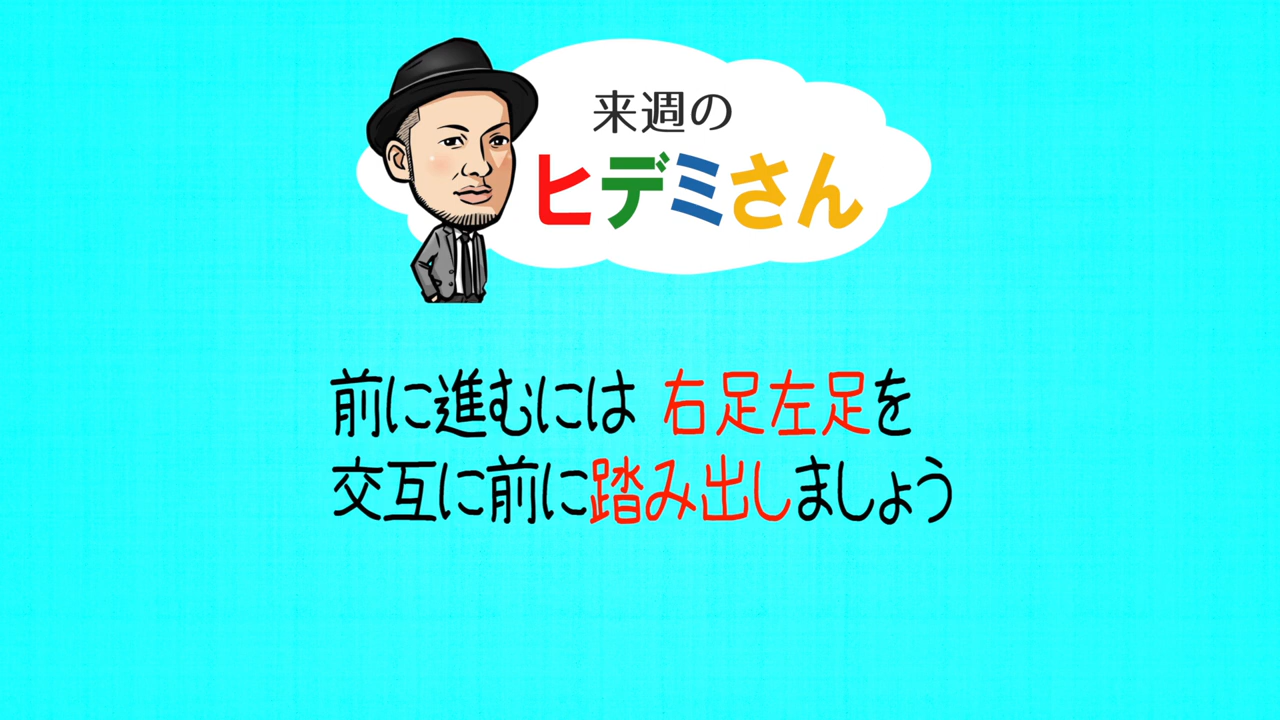 来週の
ヒデミさん
前に進むには 右足左足を
交互に前に踏み出しましょう